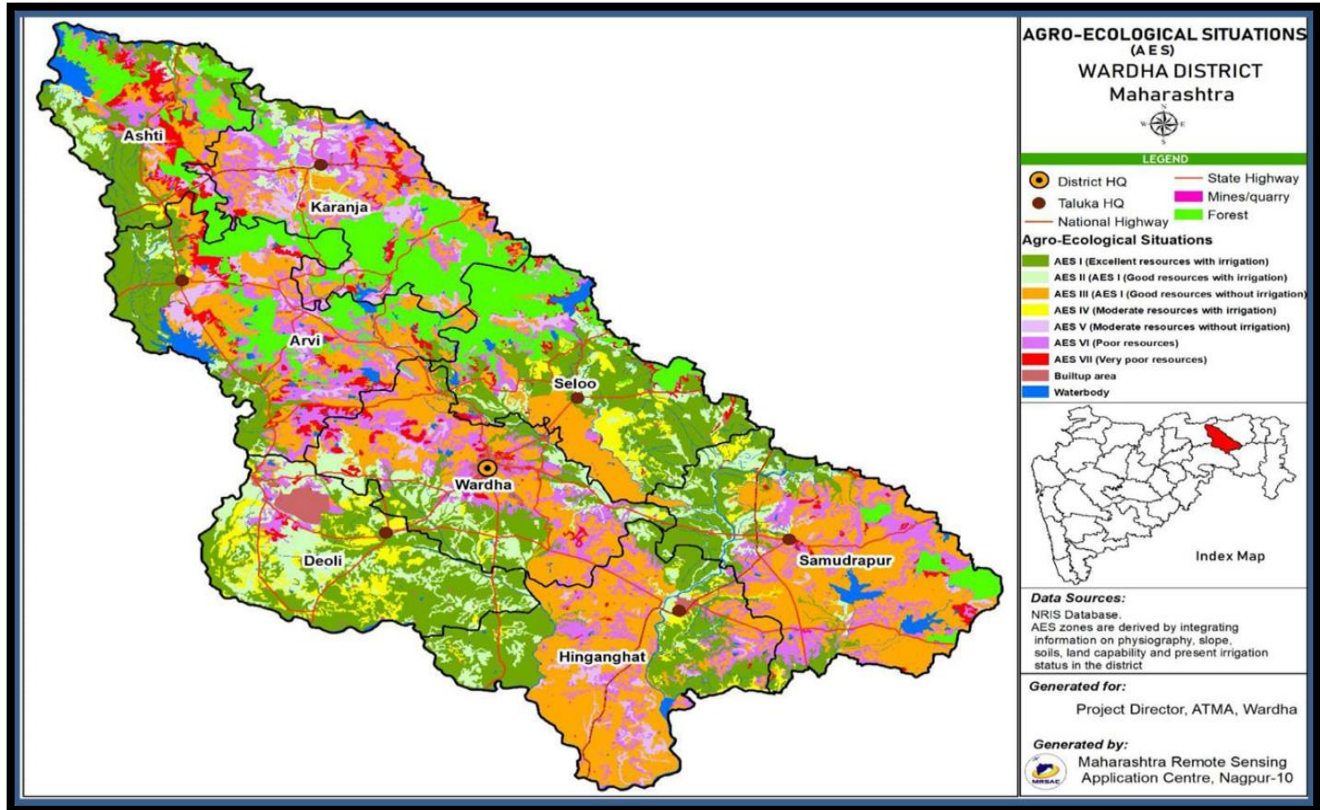 AGRO-ECOLOGICAL SITUATIONS
(A E S)
WARDHA DISTRICT
Maharashtra
N
W E
S
LEGEND
District HQ
Taluka HQ
National Highway
State Highway
Mines/quarry
Forest
Agro-Ecological Situations
AES I (Excellent resources with irrigation)
AES II (AES I (Good resources with irrigation)
AES III (AES I (Good resources without irrigation)
AES IV (Moderate resources with irrigation)
AES V (Moderate resources without irrigation)
AES VI (Poor resources)
AES VII (Very poor resources)
Builtup area
Waterbody
Index Map
Data Sources:
NRIS Database.
AES zones are derived by integrating
information on physiography, slope,
soils, land capability and present irrigation
status in the district
Generated for:
Project Director, ATMA, Wardha
Generated by:
MRSAC
Maharashtra Remote Sensing
Application Centre, Nagpur-10
Ashti
Karanja
Arvi
Seloo
Wardha
Deoli
Samudrapur
Hinganghat